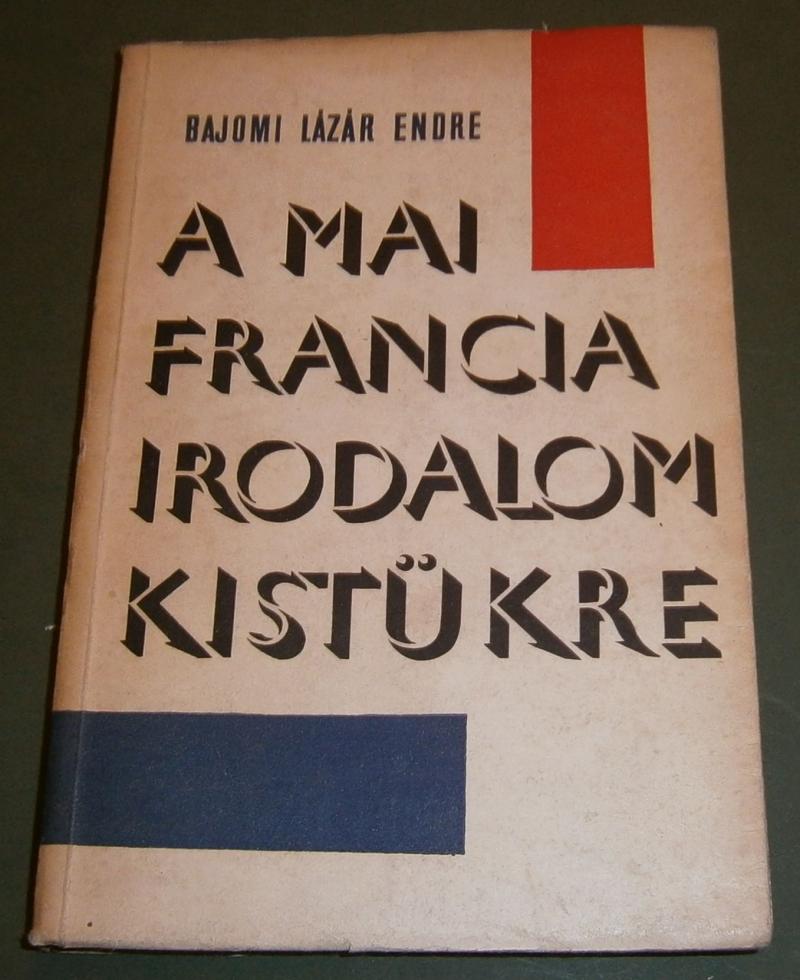 BAJOMI LÁZÁR ENDRE
A MAI
FRANCIA
IRODALOM
KISTÜKRE